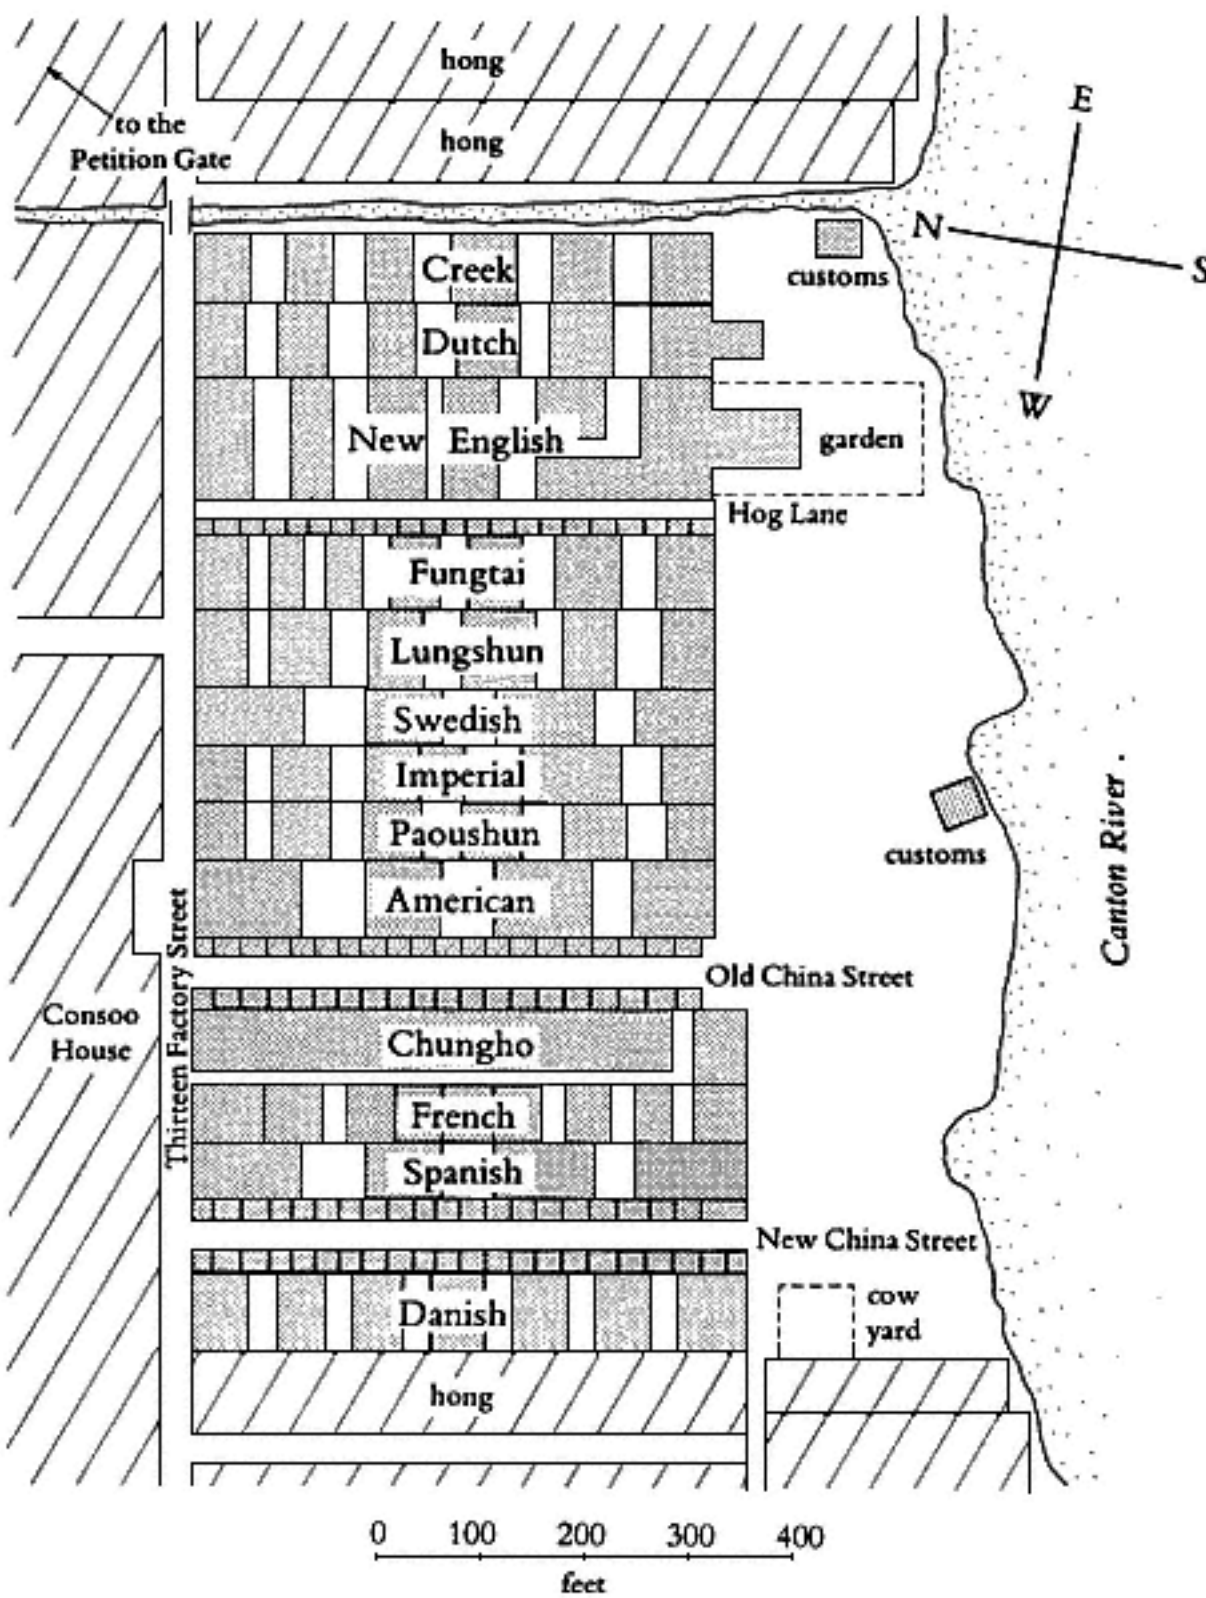 hong
hong
to the
Petition Gate
E
N
S
W
Creek
customs
Dutch
New English
garden
Hog Lane
Fungtai
Lungshun
Swedish
Imperial
Paoushun
customs
American
Canton River .
Thirteen Factory Street
Old China Street
Consoo
House
Chungho
French
Spanish
New China Street
cow
yard
Danish
hong
0 100 200 300 400
feet